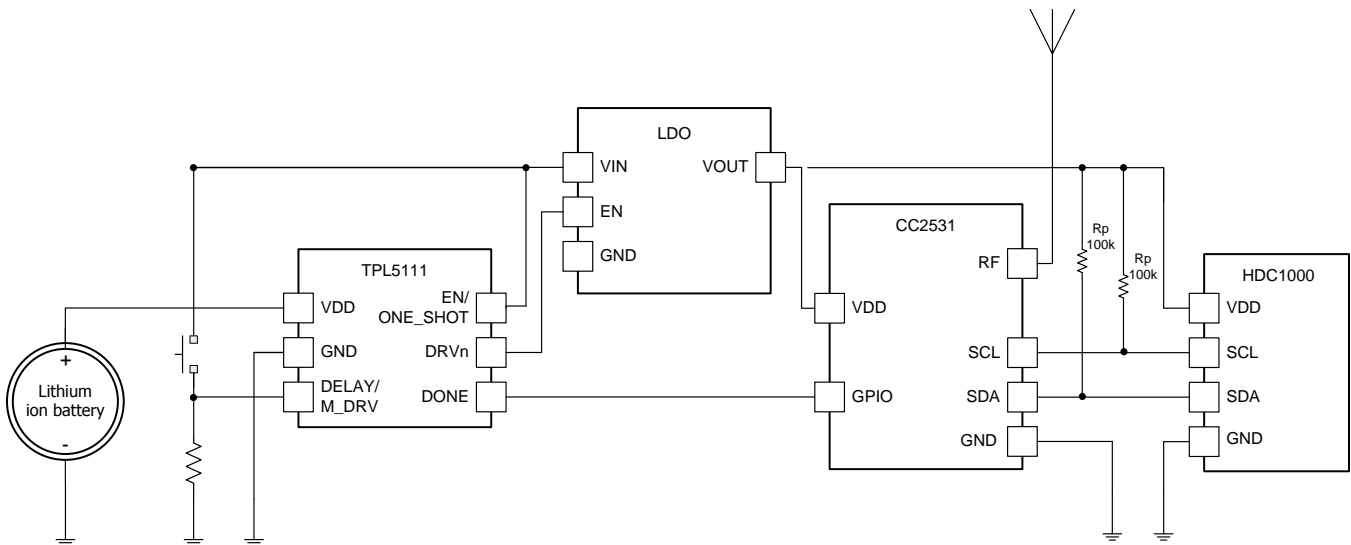 LDO
VIN
VOUT
EN
GND
TPL5111
VDD
EN/
ONE_SHOT
GND
DRVn
DELAY/
M_DRV
DONE
+
Lithium
ion battery
-
CC2531
RF
VDD
SCL
GPIO
SDA
GND
Rp
100k
Rp
100k
HDC1000
VDD
SCL
SDA
GND